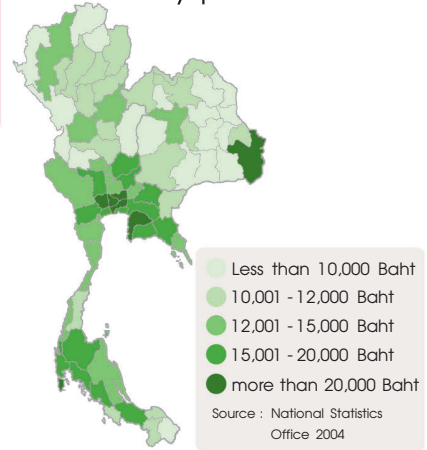 Less than 10,000 Baht
10,001 - 12,000 Baht
12,001 - 15,000 Baht
15,001 - 20,000 Baht
more than 20,000 Baht
Source : National Statistics
Office 2004